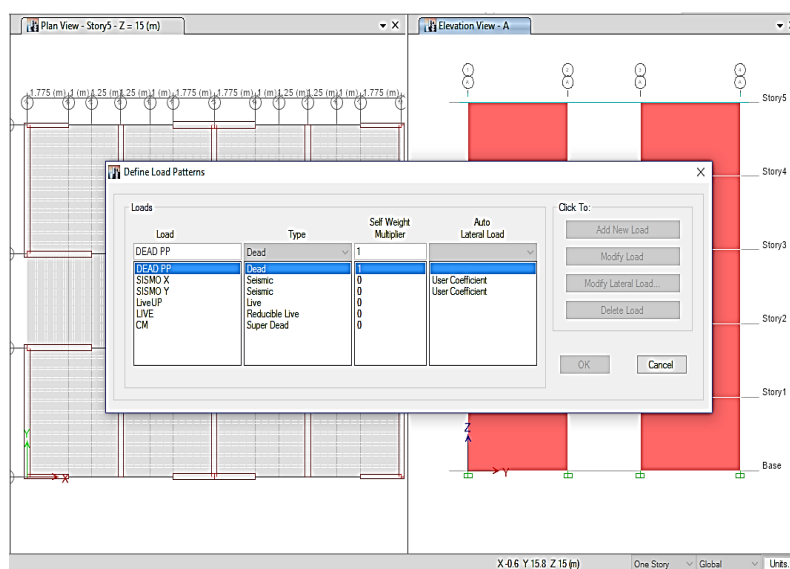 Plan View - Story5 - Z = 15 (m)
Elevation View - A
1.775 (m) 1 (m) 1.25 (m) 1.25 (m) 1 (m) 1.775 (m) 1.775 (m) 1 (m) 1.25 (m) 1.25 (m) 1 (m) 1.775 (m)
1 2 3 4
A A A A
Story5
Story4
Story3
Story2
Story1
Base
Define Load Patterns
Loads
Click To:
Load Type Self Weight Multiplier Auto Lateral Load
DEAD PP Dead 1
DEAD PP Dead 1
SISMO X Seismic 0 User Coefficient
SISMO Y Seismic 0 User Coefficient
LiveUP Live 0
LIVE Reducible Live 0
CM Super Dead 0
Add New Load
Modify Load
Modify Lateral Load...
Delete Load
OK Cancel
Y
X
Z
Y
X -0.6 Y 15.8 Z 15 (m) One Story Global Units...